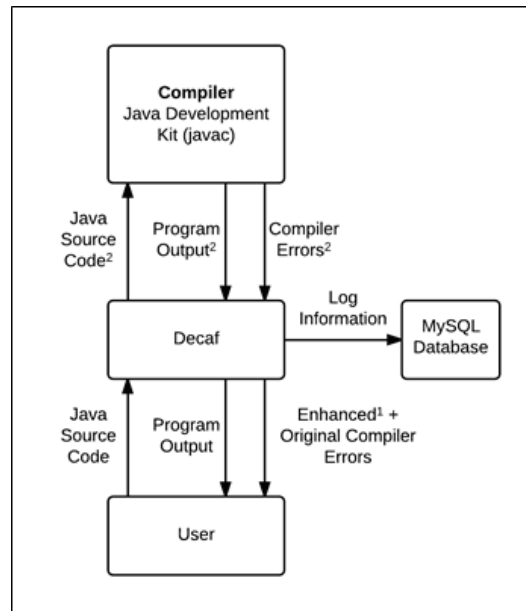 Compiler
Java Development
Kit (javac)
Java
Source
Code²
Program
Output²
Compiler
Errors²
Log
Information
Decaf
MySQL
Database
Java
Source
Code
Program
Output
Enhanced¹ +
Original Compiler
Errors
User